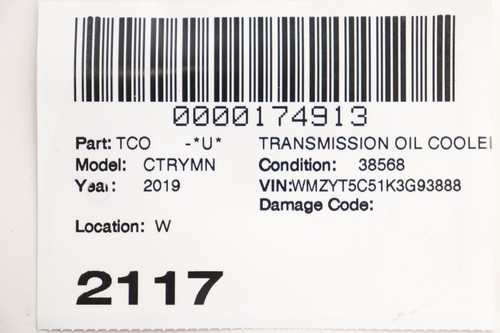 0000174913
Part: TCO -*U* TRANSMISSION OIL COOLE
Model: CTRYMN Condition: 38568
Year: 2019 VIN:WMZYT5C51K3G93888
Damage Code:
Location: W
2117